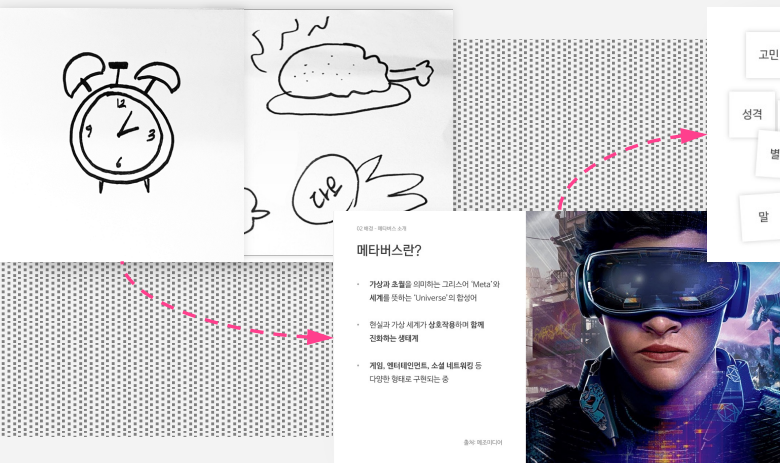 12
9
3
6
다요
02 배경 - 메타버스 소개
메타버스란?
• 가상과 초월을 의미하는 그리스어 'Meta'와
세계를 뜻하는 'Universe'의 합성어
• 현실과 가상 세계가 상호작용하며 함께
진화하는 생태계
• 게임, 엔터테인먼트, 소셜 네트워킹 등
다양한 형태로 구현되는 중
출처: 메조미디어
고민
성격
별
말